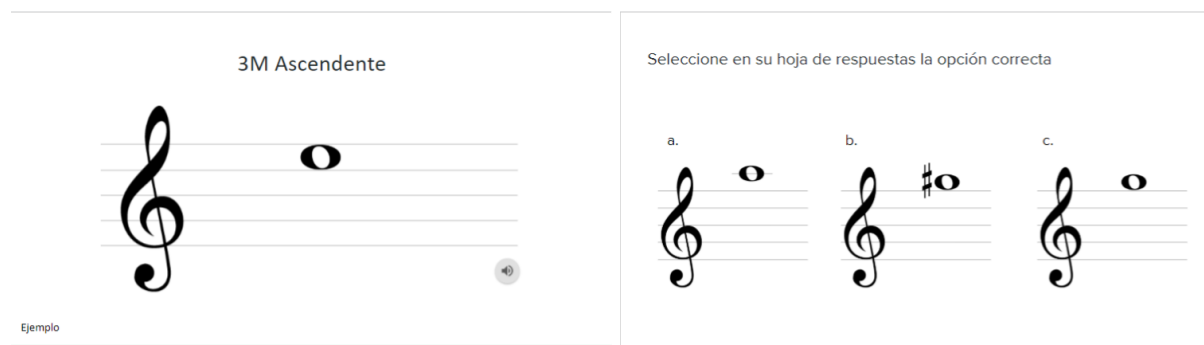 3M Ascendente
Ejemplo
Seleccione en su hoja de respuestas la opción correcta
a.
b.
c.